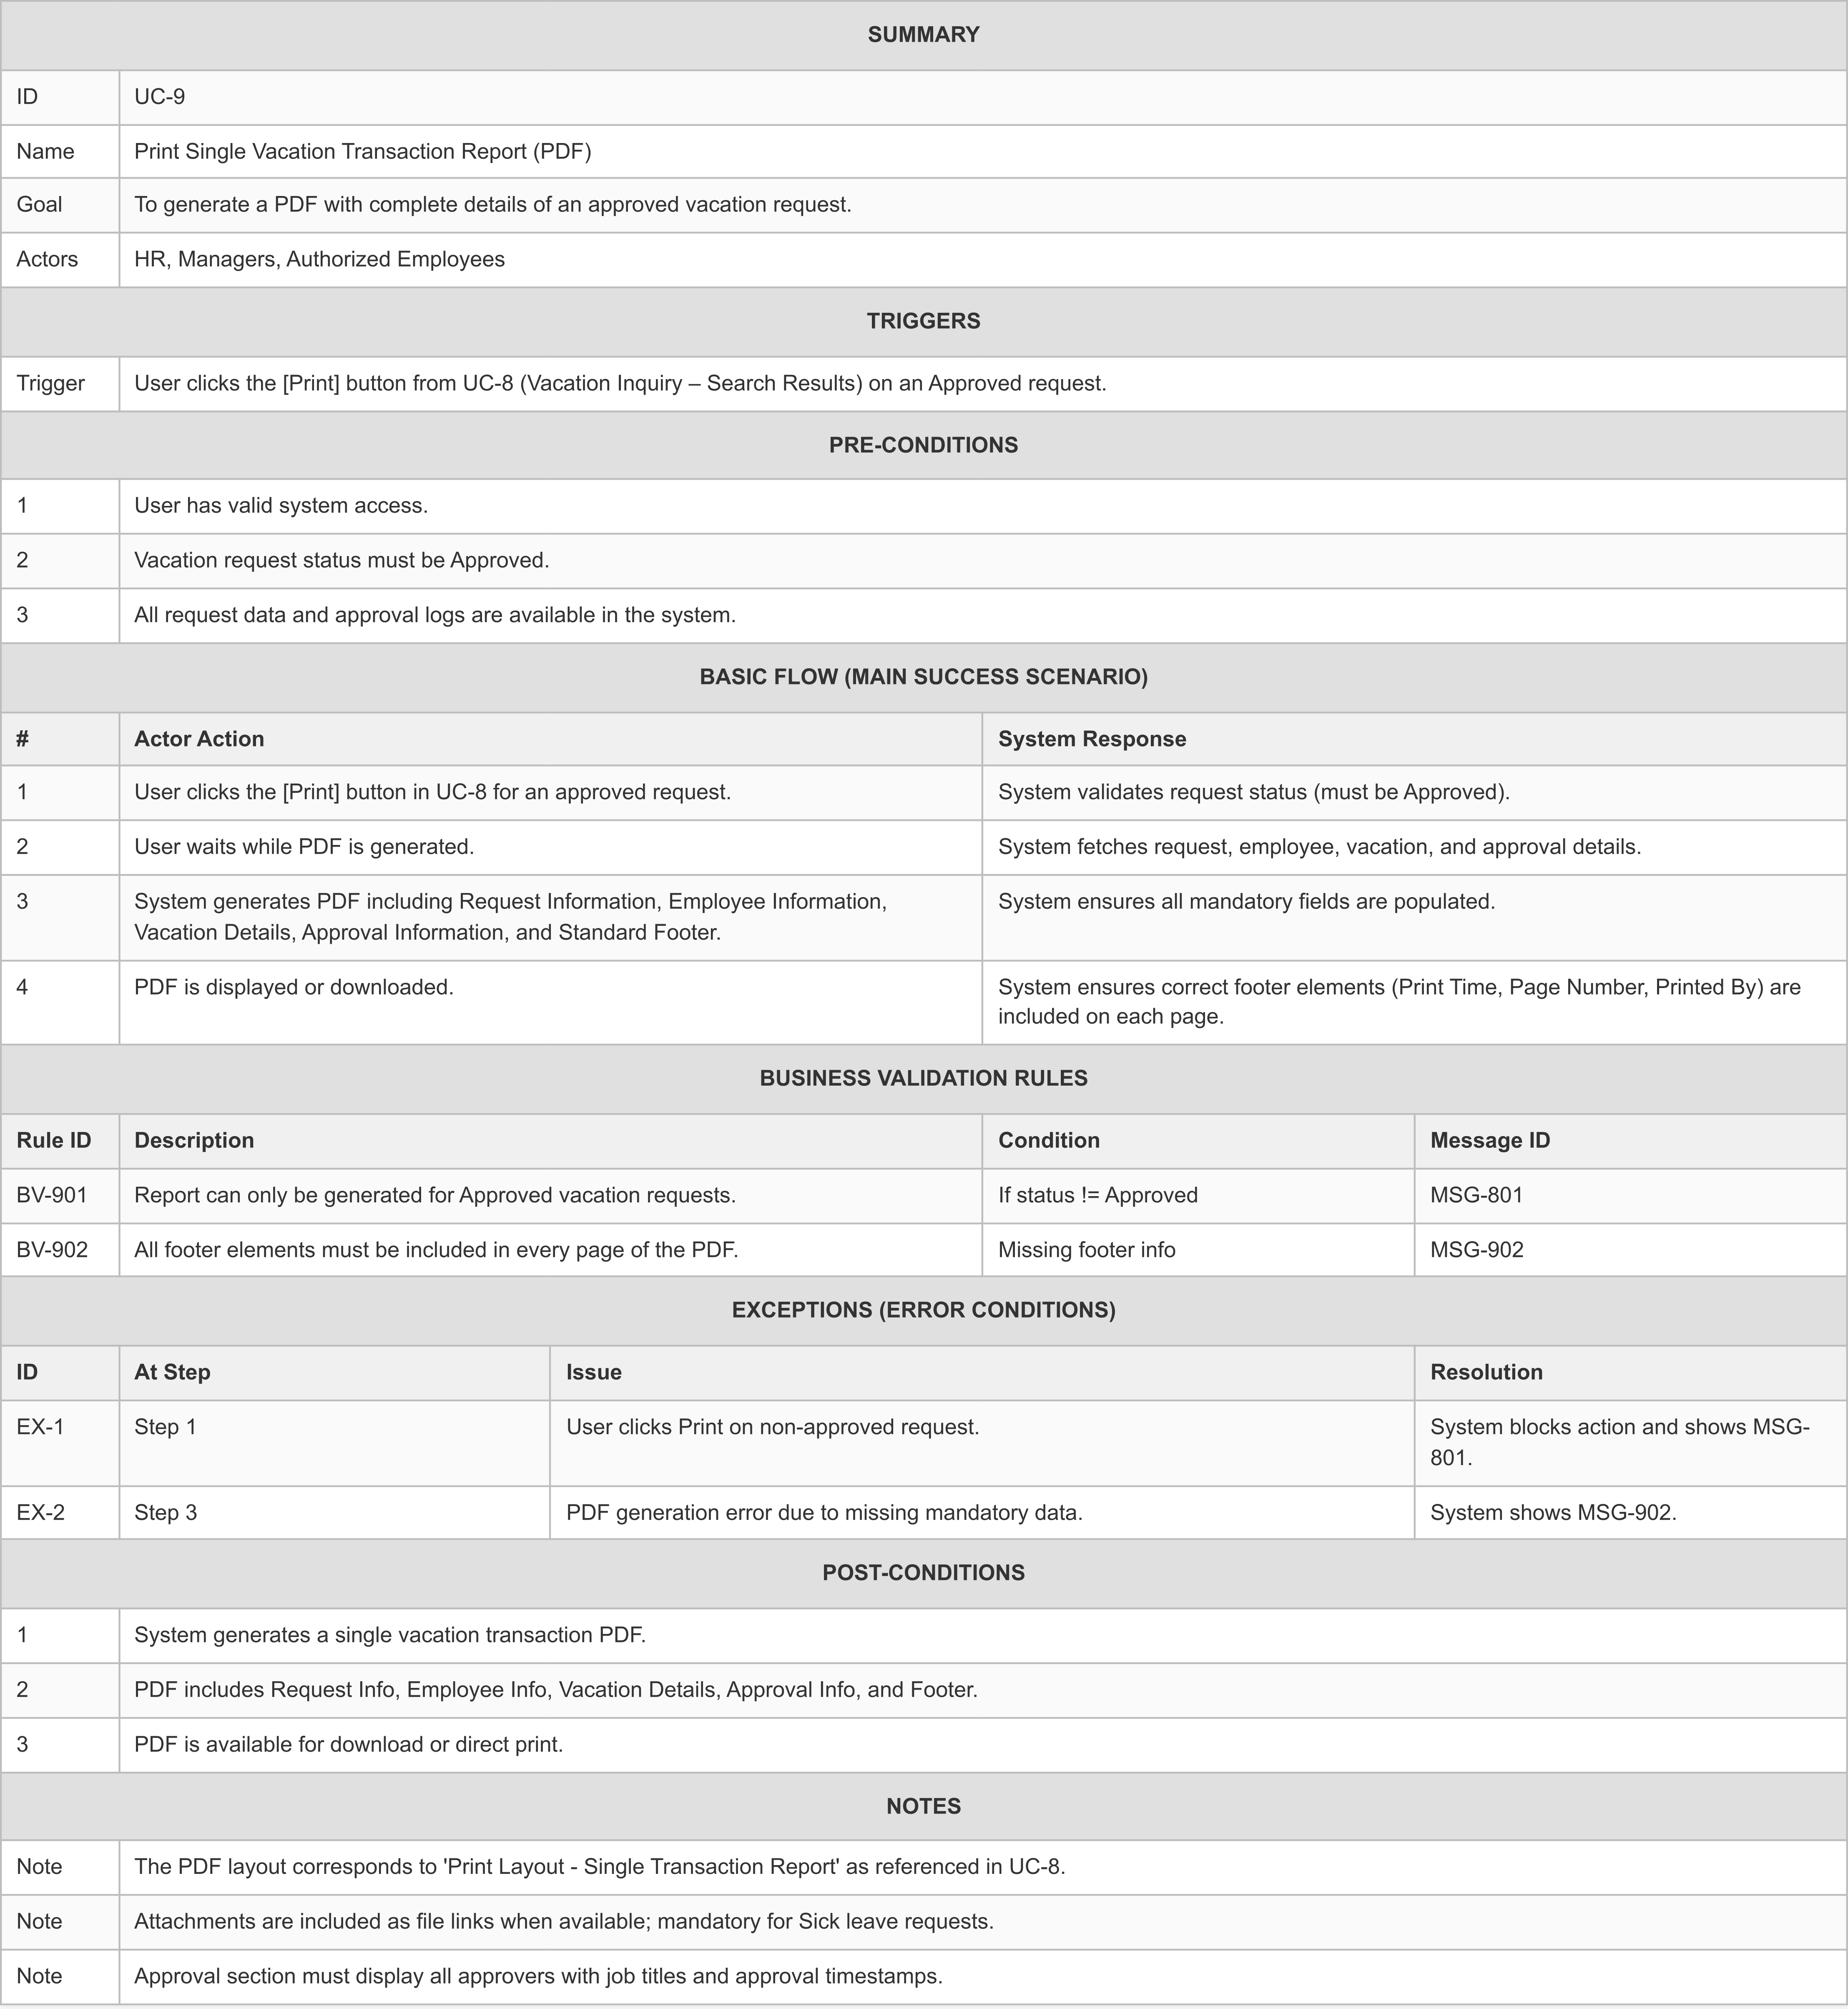 SUMMARY
ID UC-9
Name Print Single Vacation Transaction Report (PDF)
Goal To generate a PDF with complete details of an approved vacation request.
Actors HR, Managers, Authorized Employees
TRIGGERS
Trigger User clicks the [Print] button from UC-8 (Vacation Inquiry – Search Results) on an Approved request.
PRE-CONDITIONS
1 User has valid system access.
2 Vacation request status must be Approved.
3 All request data and approval logs are available in the system.
BASIC FLOW (MAIN SUCCESS SCENARIO)
# Actor Action System Response
1 User clicks the [Print] button in UC-8 for an approved request. System validates request status (must be Approved).
2 User waits while PDF is generated. System fetches request, employee, vacation, and approval details.
3 System generates PDF including Request Information, Employee Information, System ensures all mandatory fields are populated.
Vacation Details, Approval Information, and Standard Footer.
4 PDF is displayed or downloaded. System ensures correct footer elements (Print Time, Page Number, Printed By) are
included on each page.
BUSINESS VALIDATION RULES
Rule ID Description Condition Message ID
BV-901 Report can only be generated for Approved vacation requests. If status != Approved MSG-801
BV-902 All footer elements must be included in every page of the PDF. Missing footer info MSG-902
EXCEPTIONS (ERROR CONDITIONS)
ID At Step Issue Resolution
EX-1 Step 1 User clicks Print on non-approved request. System blocks action and shows MSG-
801.
EX-2 Step 3 PDF generation error due to missing mandatory data. System shows MSG-902.
POST-CONDITIONS
1 System generates a single vacation transaction PDF.
2 PDF includes Request Info, Employee Info, Vacation Details, Approval Info, and Footer.
3 PDF is available for download or direct print.
NOTES
Note The PDF layout corresponds to 'Print Layout - Single Transaction Report' as referenced in UC-8.
Note Attachments are included as file links when available; mandatory for Sick leave requests.
Note Approval section must display all approvers with job titles and approval timestamps.